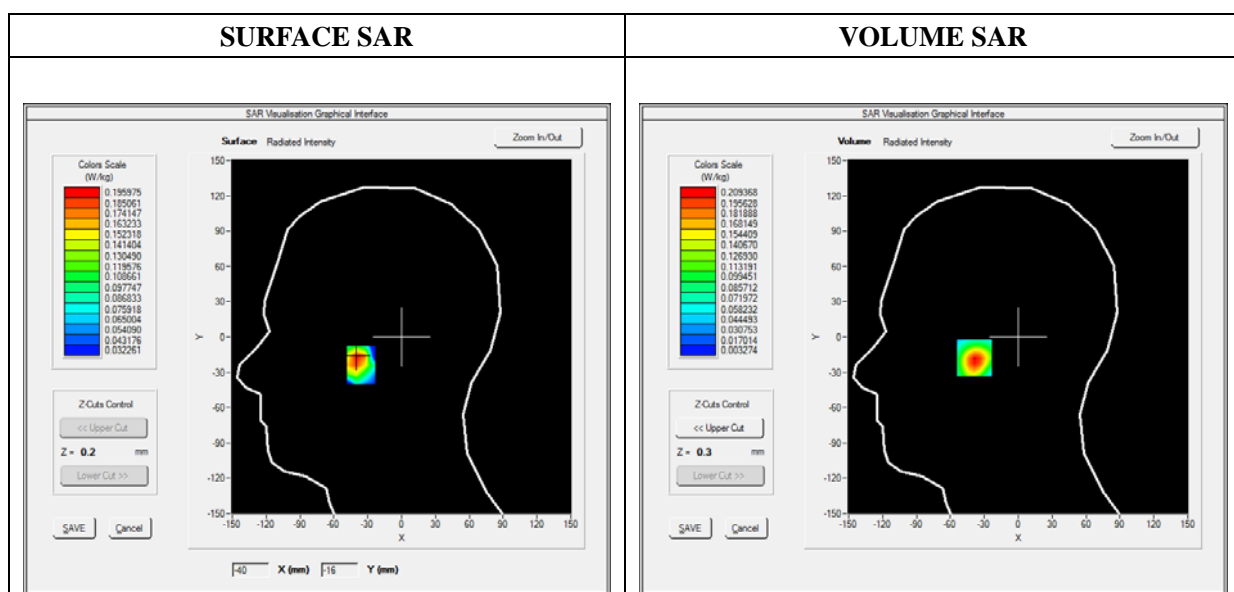 SURFACE SAR
VOLUME SAR
SAR Visualisation Graphical Interface
Surface Radiated Intensity
Zoom In/Out
Colors Scale
(W/kg)
0.195975
0.185061
0.174147
0.163233
0.152318
0.141404
0.130490
0.119576
0.108661
0.097747
0.086833
0.075918
0.065004
0.054090
0.043176
0.032261
Z-Cuts Control
<< Upper Cut
Z = 0.2 mm
Lower Cut >>
SAVE Cancel
150
120
90
60
30
0
-30
-60
-90
-120
-150
Y
-150 -120 -90 -60 -30 0 30 60 90 120 150
X
-40 X (mm) -16 Y (mm)
SAR Visualisation Graphical Interface
Volume Radiated Intensity
Zoom In/Out
Colors Scale
(W/kg)
0.209368
0.195628
0.181888
0.168149
0.154409
0.140670
0.126930
0.113191
0.099451
0.085712
0.071972
0.058232
0.044493
0.030753
0.017014
0.003274
Z-Cuts Control
<< Upper Cut
Z = 0.3 mm
Lower Cut >>
SAVE Cancel
150
120
90
60
30
0
-30
-60
-90
-120
-150
Y
-150 -120 -90 -60 -30 0 30 60 90 120 150
X